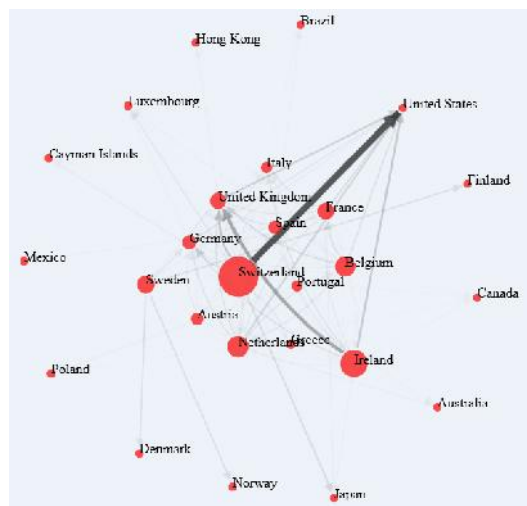 Brazil
Hong Kong
Luxembourg
United States
Cayman Islands
Italy
Finland
United Kingdom
France
Spain
Germany
Mexico
Switzerland
Belgium
Sweden
Portugal
Canada
Austria
Netherlands
Greece
Ireland
Poland
Australia
Denmark
Norway
Japan